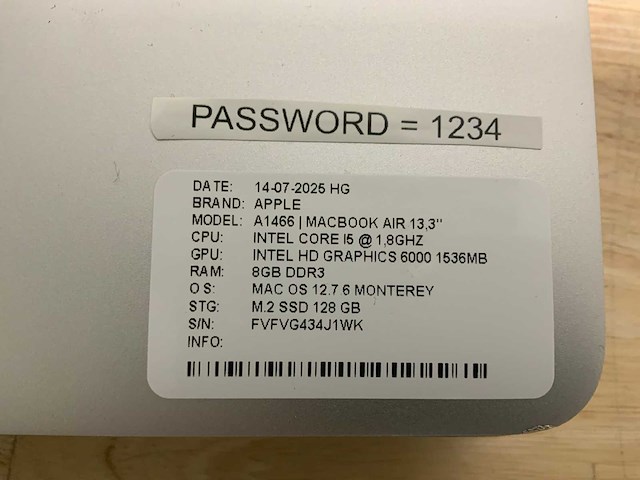 PASSWORD = 1234
DATE: 14-07-2025 HG
BRAND: APPLE
MODEL: A1466 | MACBOOK AIR 13,3"
CPU: INTEL CORE I5 @ 1,8GHZ
GPU: INTEL HD GRAPHICS 6000 1536MB
RAM: 8GB DDR3
OS: MAC OS 12.7 6 MONTEREY
STG: M.2 SSD 128 GB
S/N: FVFVG434J1WK
INFO: